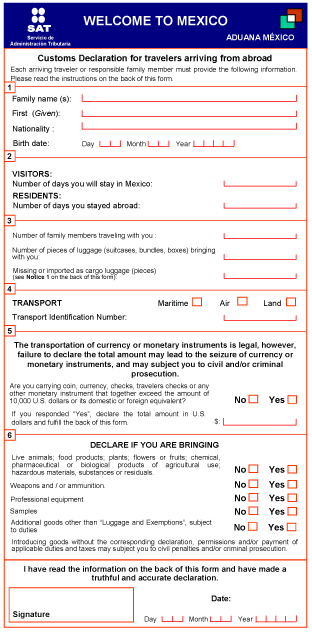 SAT
Servicio de
Administración Tributaria
WELCOME TO MEXICO
ADUANA MÉXICO
Customs Declaration for travelers arriving from abroad
Each arriving traveler or responsible family member must provide the following information.
Please read the instructions on the back of this form.
1
Family name (s):
First (Given):
Nationality :
Birth date: Day Month Year
2
VISITORS:
Number of days you will stay in Mexico:
RESIDENTS:
Number of days you stayed abroad:
3
Number of family members traveling with you :
Number of pieces of luggage (suitcases, bundles, boxes) bringing
with you:
Missing or imported as cargo luggage (pieces)
(see Notice 1 on the back of this form):
4
TRANSPORT Maritime Air Land
Transport Identification Number:
5
The transportation of currency or monetary instruments is legal, however,
failure to declare the total amount may lead to the seizure of currency or
monetary instruments, and may subject you to civil and/or criminal
prosecution.
Are you carrying coin, currency, checks, travelers checks or any
other monetary instrument that together exceed the amount of
10,000 U.S. dollars or its domestic or foreign equivalent? No Yes
If you responded "Yes", declare the total amount in U.S.
dollars and fulfill the back of this form. $:
6
DECLARE IF YOU ARE BRINGING
Live animals; food products; plants; flowers or fruits; chemical,
pharmaceutical or biological products of agricultural use;
hazardous materials, substances or residuals. No Yes
Weapons and / or ammunition. No Yes
Professional equipment No Yes
Samples No Yes
Additional goods other than "Luggage and Exemptions", subject
to duties No Yes
Introducing goods without the corresponding declaration, permissions and/or payment of
applicable duties and taxes may subject you to civil penalties and/or criminal prosecution.
I have read the information on the back of this form and have made a
truthful and accurate declaration.
Date:
Signature
Day Month Year